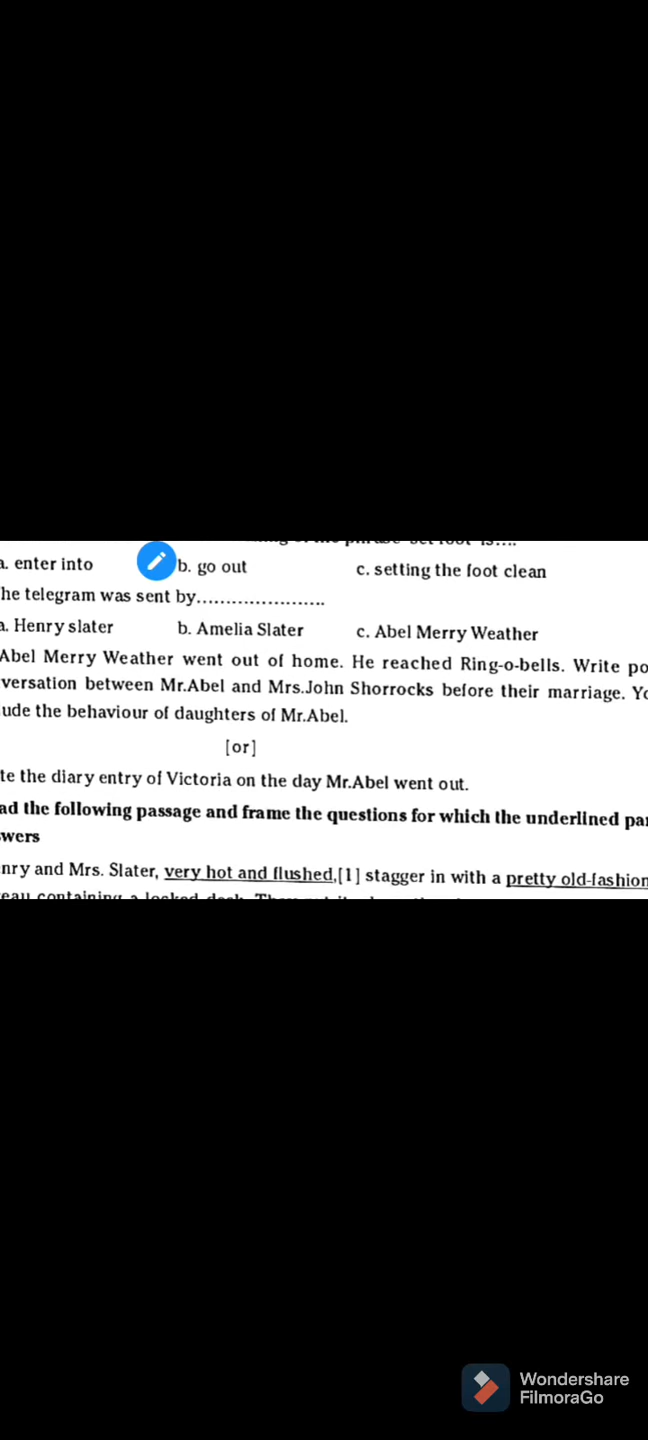 a. enter into b. go out c. setting the foot clean
he telegram was sent by......................
a. Henry slater b. Amelia Slater c. Abel Merry Weather
Abel Merry Weather went out of home. He reached Ring-o-bells. Write po
versation between Mr.Abel and Mrs.John Shorrocks before their marriage. Yo
ude the behaviour of daughters of Mr.Abel.
[or]
te the diary entry of Victoria on the day Mr.Abel went out.
ad the following passage and frame the questions for which the underlined par
wers
nry and Mrs. Slater, very hot and flushed,[1] stagger in with a pretty old-fashion
Wondershare
FilmoraGo